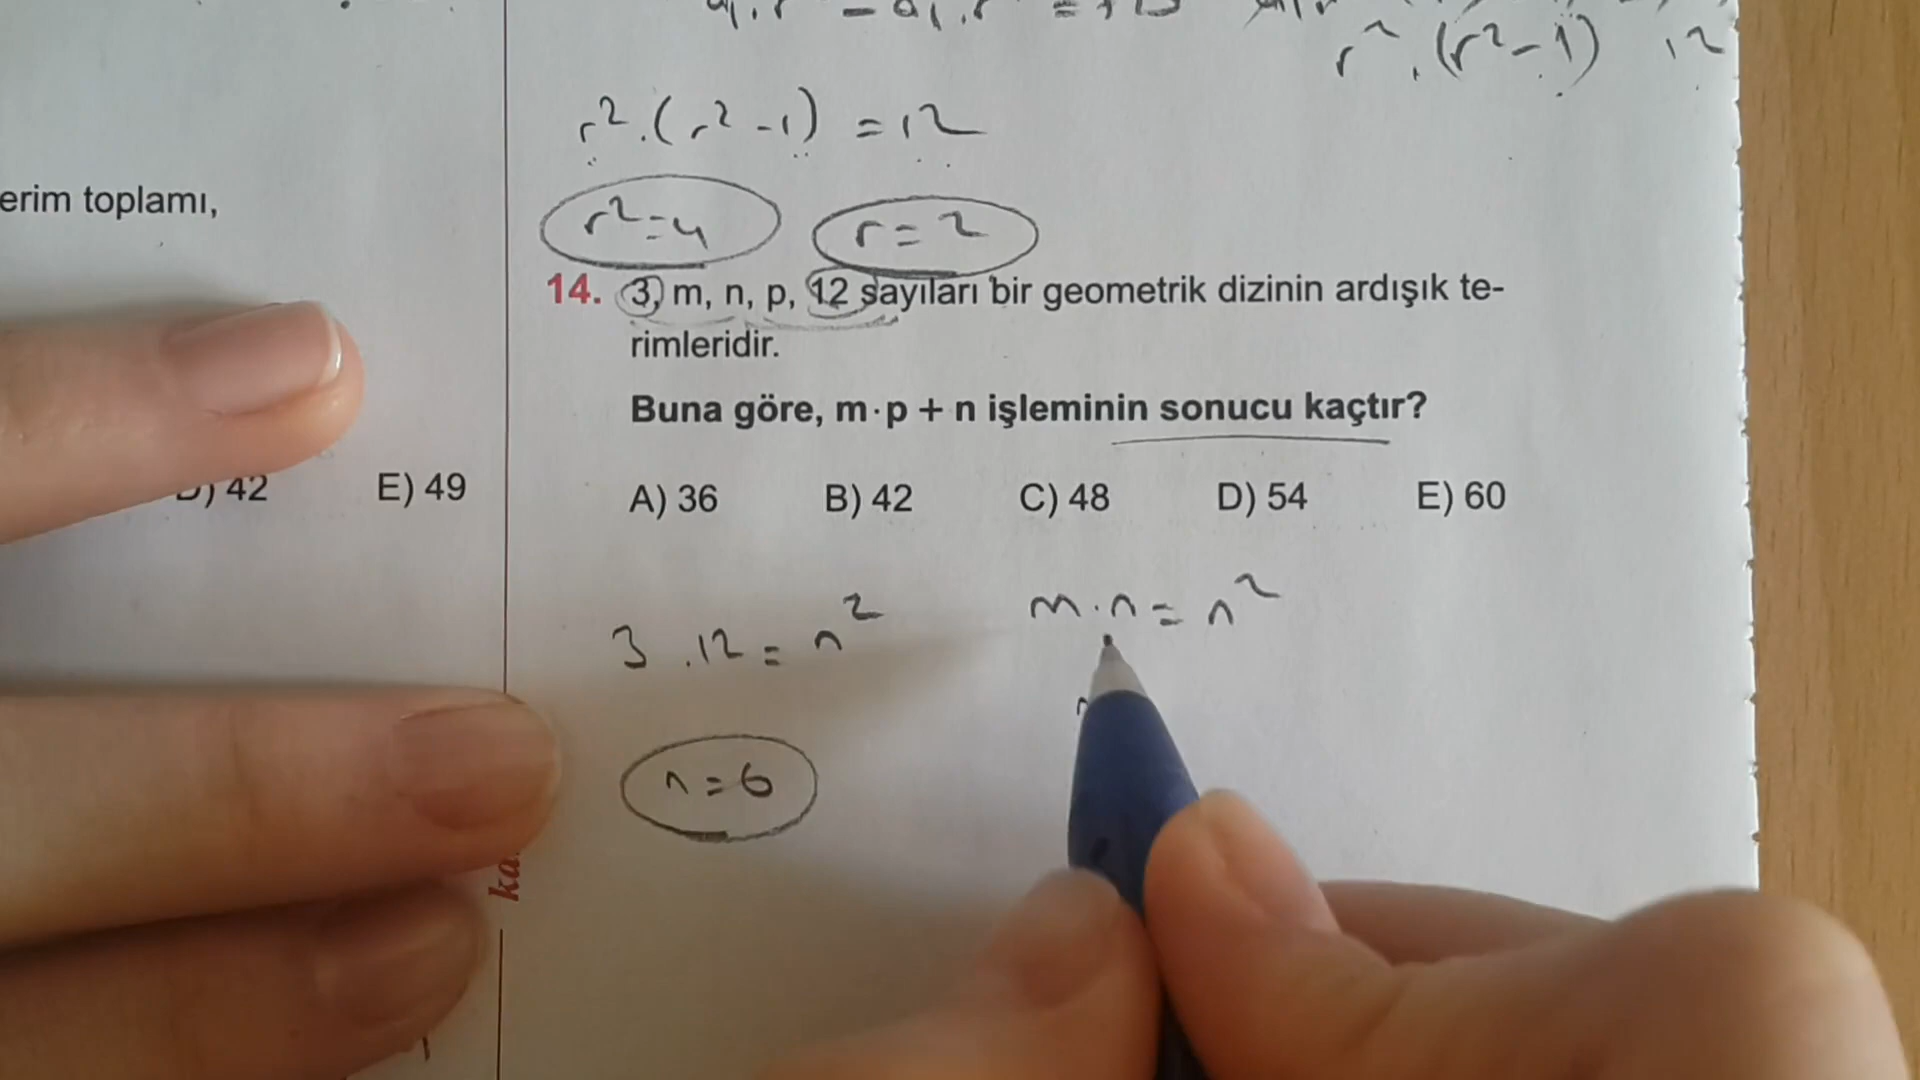 r² . (r² - 1) 12
r² . (r² - 1) = 12
erim toplamı,
r² = 4 r = 2
14. 3, m, n, p, 12 sayıları bir geometrik dizinin ardışık te-
rimleridir.
Buna göre, m · p + n işleminin sonucu kaçtır?
42 E) 49
A) 36 B) 42 C) 48 D) 54 E) 60
3 . 12 = n² m . n = n²
n = 6
ka